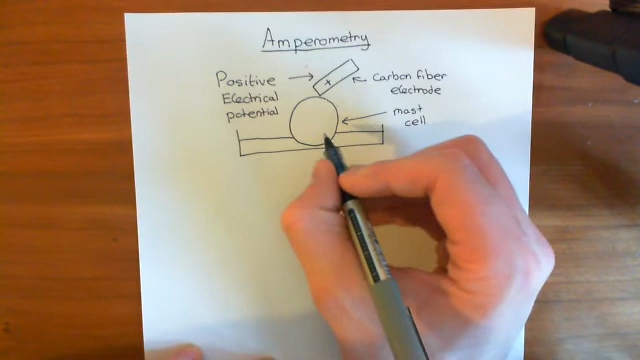 Amperometry
Positive
Electrical
potential
+
Carbon fiber
electrode
mast
cell